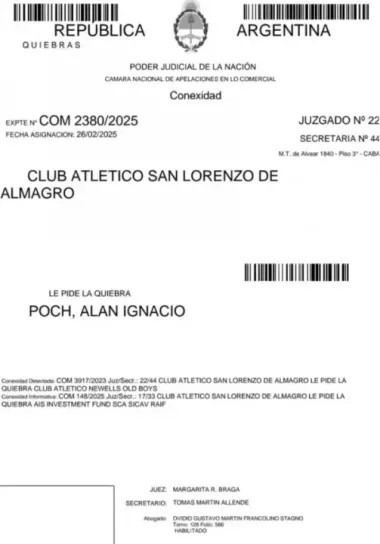 REPÚBLICA ARGENTINA
QUIEBRAS
PODER JUDICIAL DE LA NACIÓN
CAMARA NACIONAL DE APELACIONES EN LO COMERCIAL
Conexidad
EXPTE Nº COM 2380/2025 JUZGADO Nº 22
FECHA ASIGNACION: 26/02/2025 SECRETARIA Nº 44
M.T. de Alvear 1840 - Piso 3° - CABA
CLUB ATLETICO SAN LORENZO DE
ALMAGRO
LE PIDE LA QUIEBRA
POCH, ALAN IGNACIO
Conexidad Detectada: COM 3917/2023 Juz/Secr.: 22/44 CLUB ATLETICO SAN LORENZO DE ALMAGRO LE PIDE LA
QUIEBRA CLUB ATLETICO NEWELLS OLD BOYS
Conexidad Informativa: COM 148/2025 Juz/Secr.: 17/33 CLUB ATLETICO SAN LORENZO DE ALMAGRO LE PIDE LA
QUIEBRA AIS INVESTMENT FUND SCA SICAV RAIF
JUEZ: MARGARITA R. BRAGA
SECRETARIO: TOMAS MARTIN ALLENDE
Abogado: OVIDIO GUSTAVO MARTIN FRANCOLINO STAGNO
Tomo: 128 Folio: 566
HABILITADO